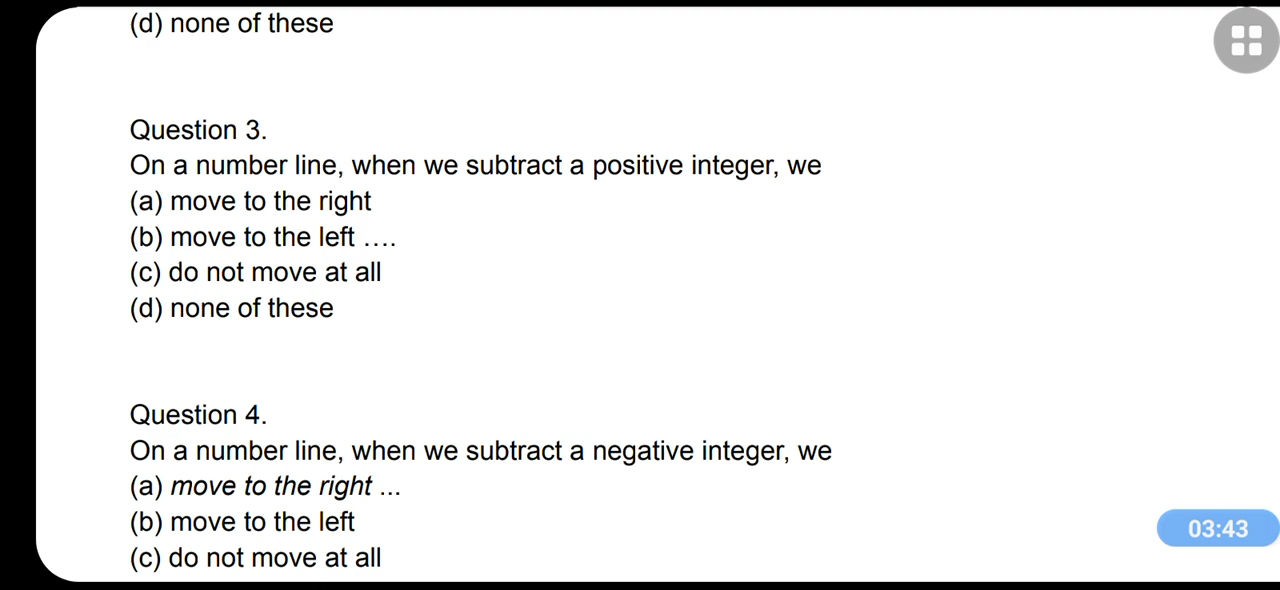 (d) none of these
Question 3.
On a number line, when we subtract a positive integer, we
(a) move to the right
(b) move to the left ….
(c) do not move at all
(d) none of these
Question 4.
On a number line, when we subtract a negative integer, we
(a) move to the right ...
(b) move to the left
03:43
(c) do not move at all